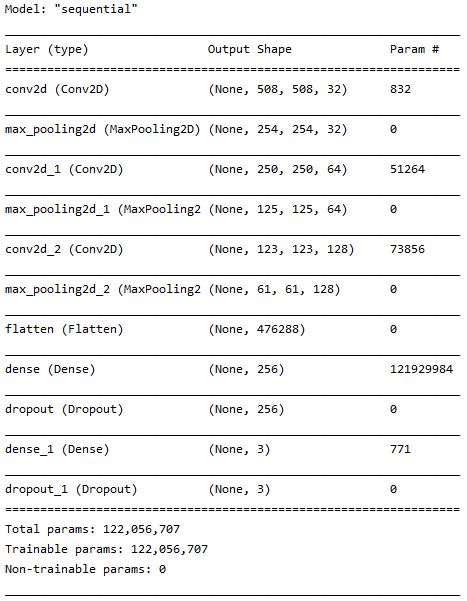 Model: "sequential"
Layer (type) Output Shape Param #
conv2d (Conv2D) (None, 508, 508, 32) 832
max_pooling2d (MaxPooling2D) (None, 254, 254, 32) 0
conv2d_1 (Conv2D) (None, 250, 250, 64) 51264
max_pooling2d_1 (MaxPooling2 (None, 125, 125, 64) 0
conv2d_2 (Conv2D) (None, 123, 123, 128) 73856
max_pooling2d_2 (MaxPooling2 (None, 61, 61, 128) 0
flatten (Flatten) (None, 476288) 0
dense (Dense) (None, 256) 121929984
dropout (Dropout) (None, 256) 0
dense_1 (Dense) (None, 3) 771
dropout_1 (Dropout) (None, 3) 0
Total params: 122,056,707
Trainable params: 122,056,707
Non-trainable params: 0